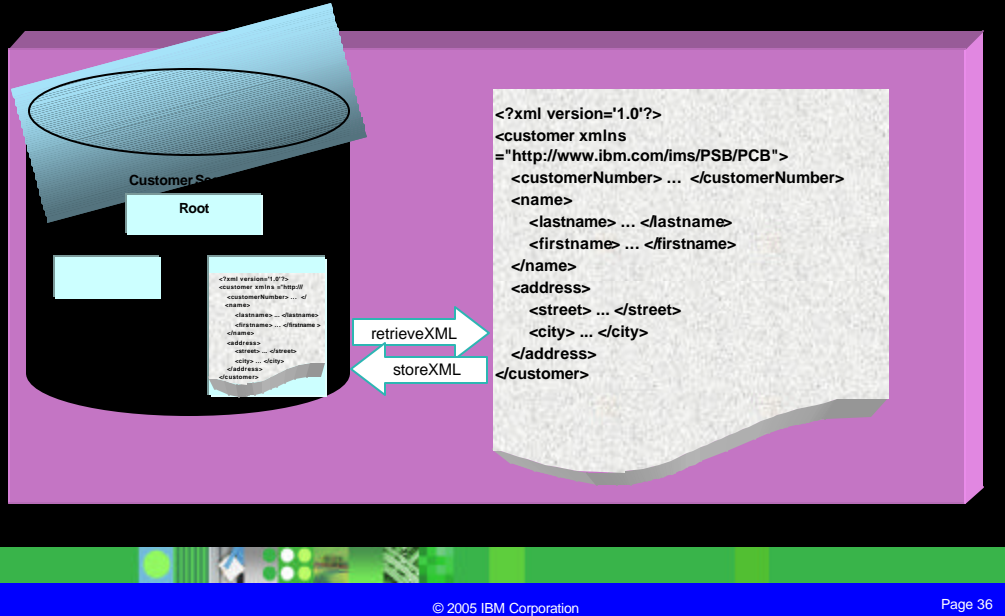 Customer
Root
<?xml version='1.0'?>
<customer xmlns ="http:///
<customerNumber> ... </
<name>
<lastname> ... </lastname>
<firstname> ... </firstname >
</name>
<address>
<street> ... </street>
<city> ... </city>
</address>
</customer>
retrieveXML
storeXML
<?xml version='1.0'?>
<customer xmlns
="http://www.ibm.com/ims/PSB/PCB">
<customerNumber> ... </customerNumber>
<name>
<lastname> ... </lastname>
<firstname> ... </firstname>
</name>
<address>
<street> ... </street>
<city> ... </city>
</address>
</customer>
© 2005 IBM Corporation
Page 36